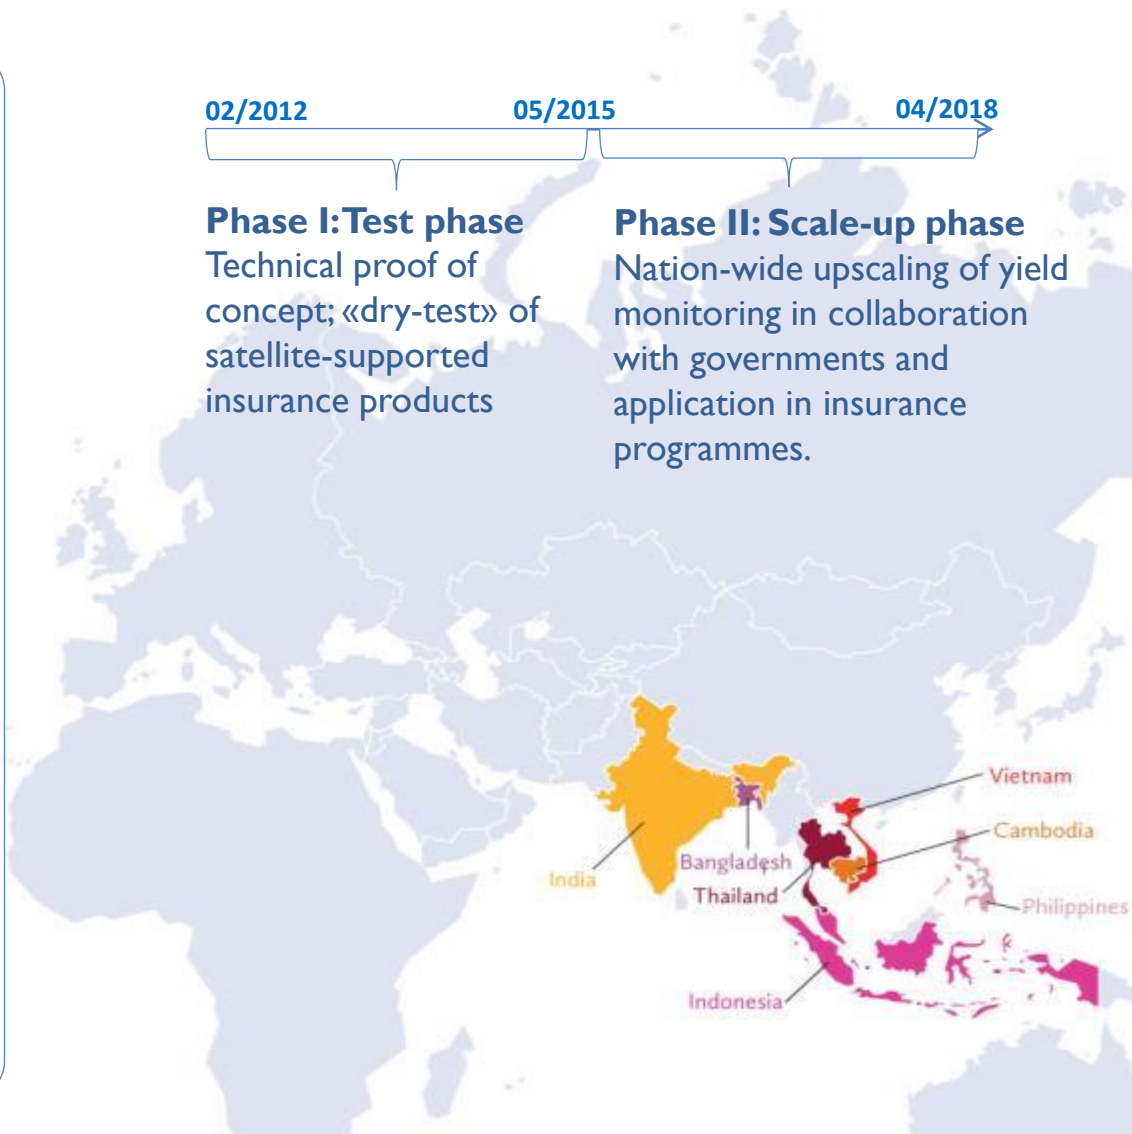 02/2012 05/2015 04/2018
Phase I: Test phase
Technical proof of
concept; «dry-test» of
satellite-supported
insurance products
Phase II: Scale-up phase
Nation-wide upscaling of yield
monitoring in collaboration
with governments and
application in insurance
programmes.
Vietnam
Cambodia
Bangladesh
India
Thailand
Philippines
Indonesia